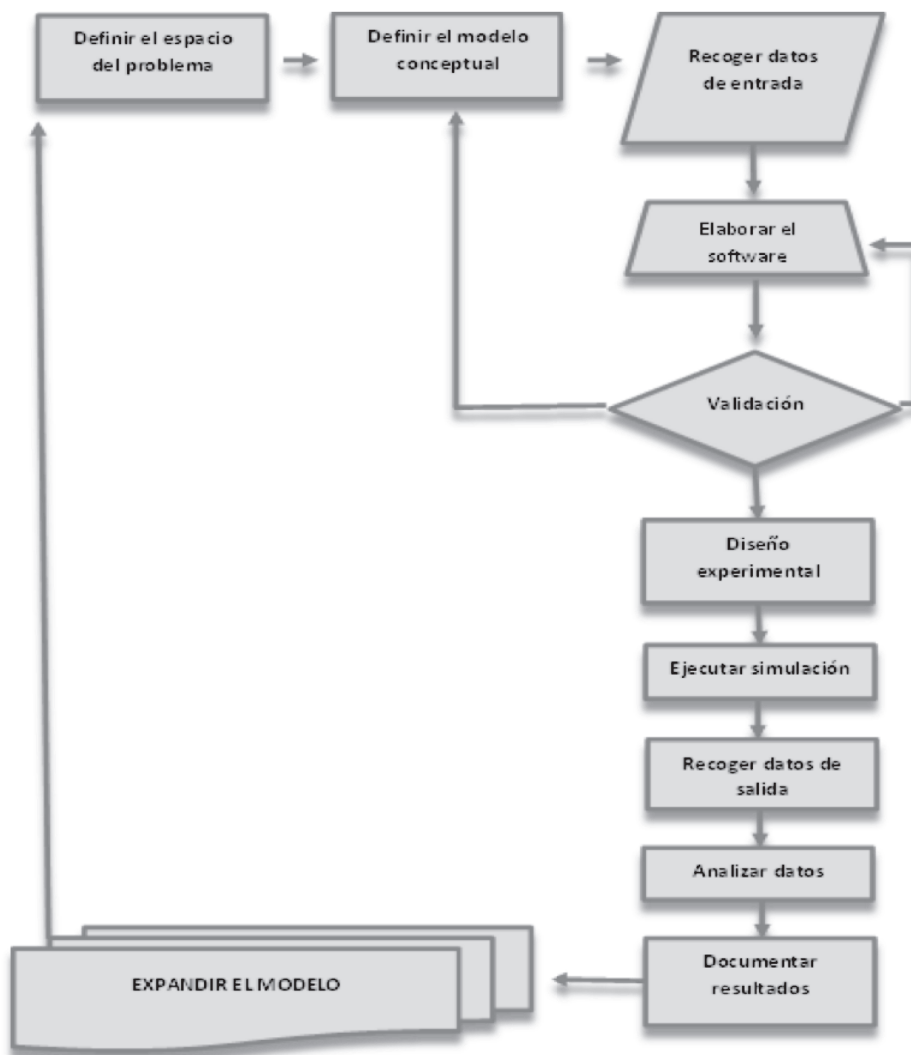 Definir el espacio
del problema
Definir el modelo
conceptual
Recoger datos
de entrada
Elaborar el
software
Validación
Diseño
experimental
Ejecutar simulación
Recoger datos de
salida
Analizar datos
Documentar
resultados
EXPANDIR EL MODELO